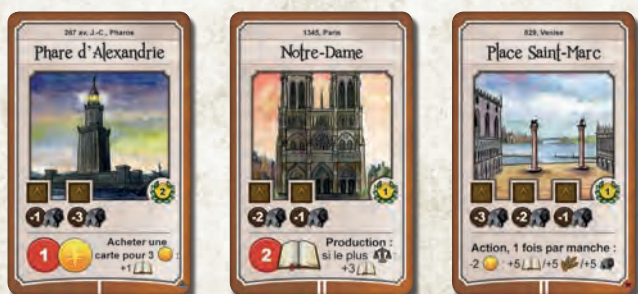 267 av. J.-C., Pharos
Phare d'Alexandrie
2
-1 -3
1
Acheter une
carte pour 3 :
+1
1345, Paris
Notre-Dame
1
-2 -1
2
Production :
si le plus :
+3
829, Venise
Place Saint-Marc
1
-3 -2 -1
Action, 1 fois par manche :
-2 : +5 /+5 /+5